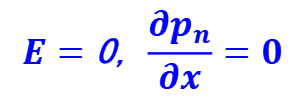 E = 0, ∂pₙ/∂x = 0